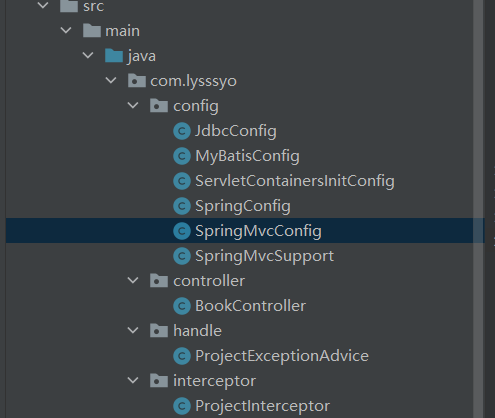 src
main
java
com.lysssyo
config
JdbcConfig
MyBatisConfig
ServletContainersInitConfig
SpringConfig
SpringMvcConfig
SpringMvcSupport
controller
BookController
handle
ProjectExceptionAdvice
interceptor
ProjectInterceptor